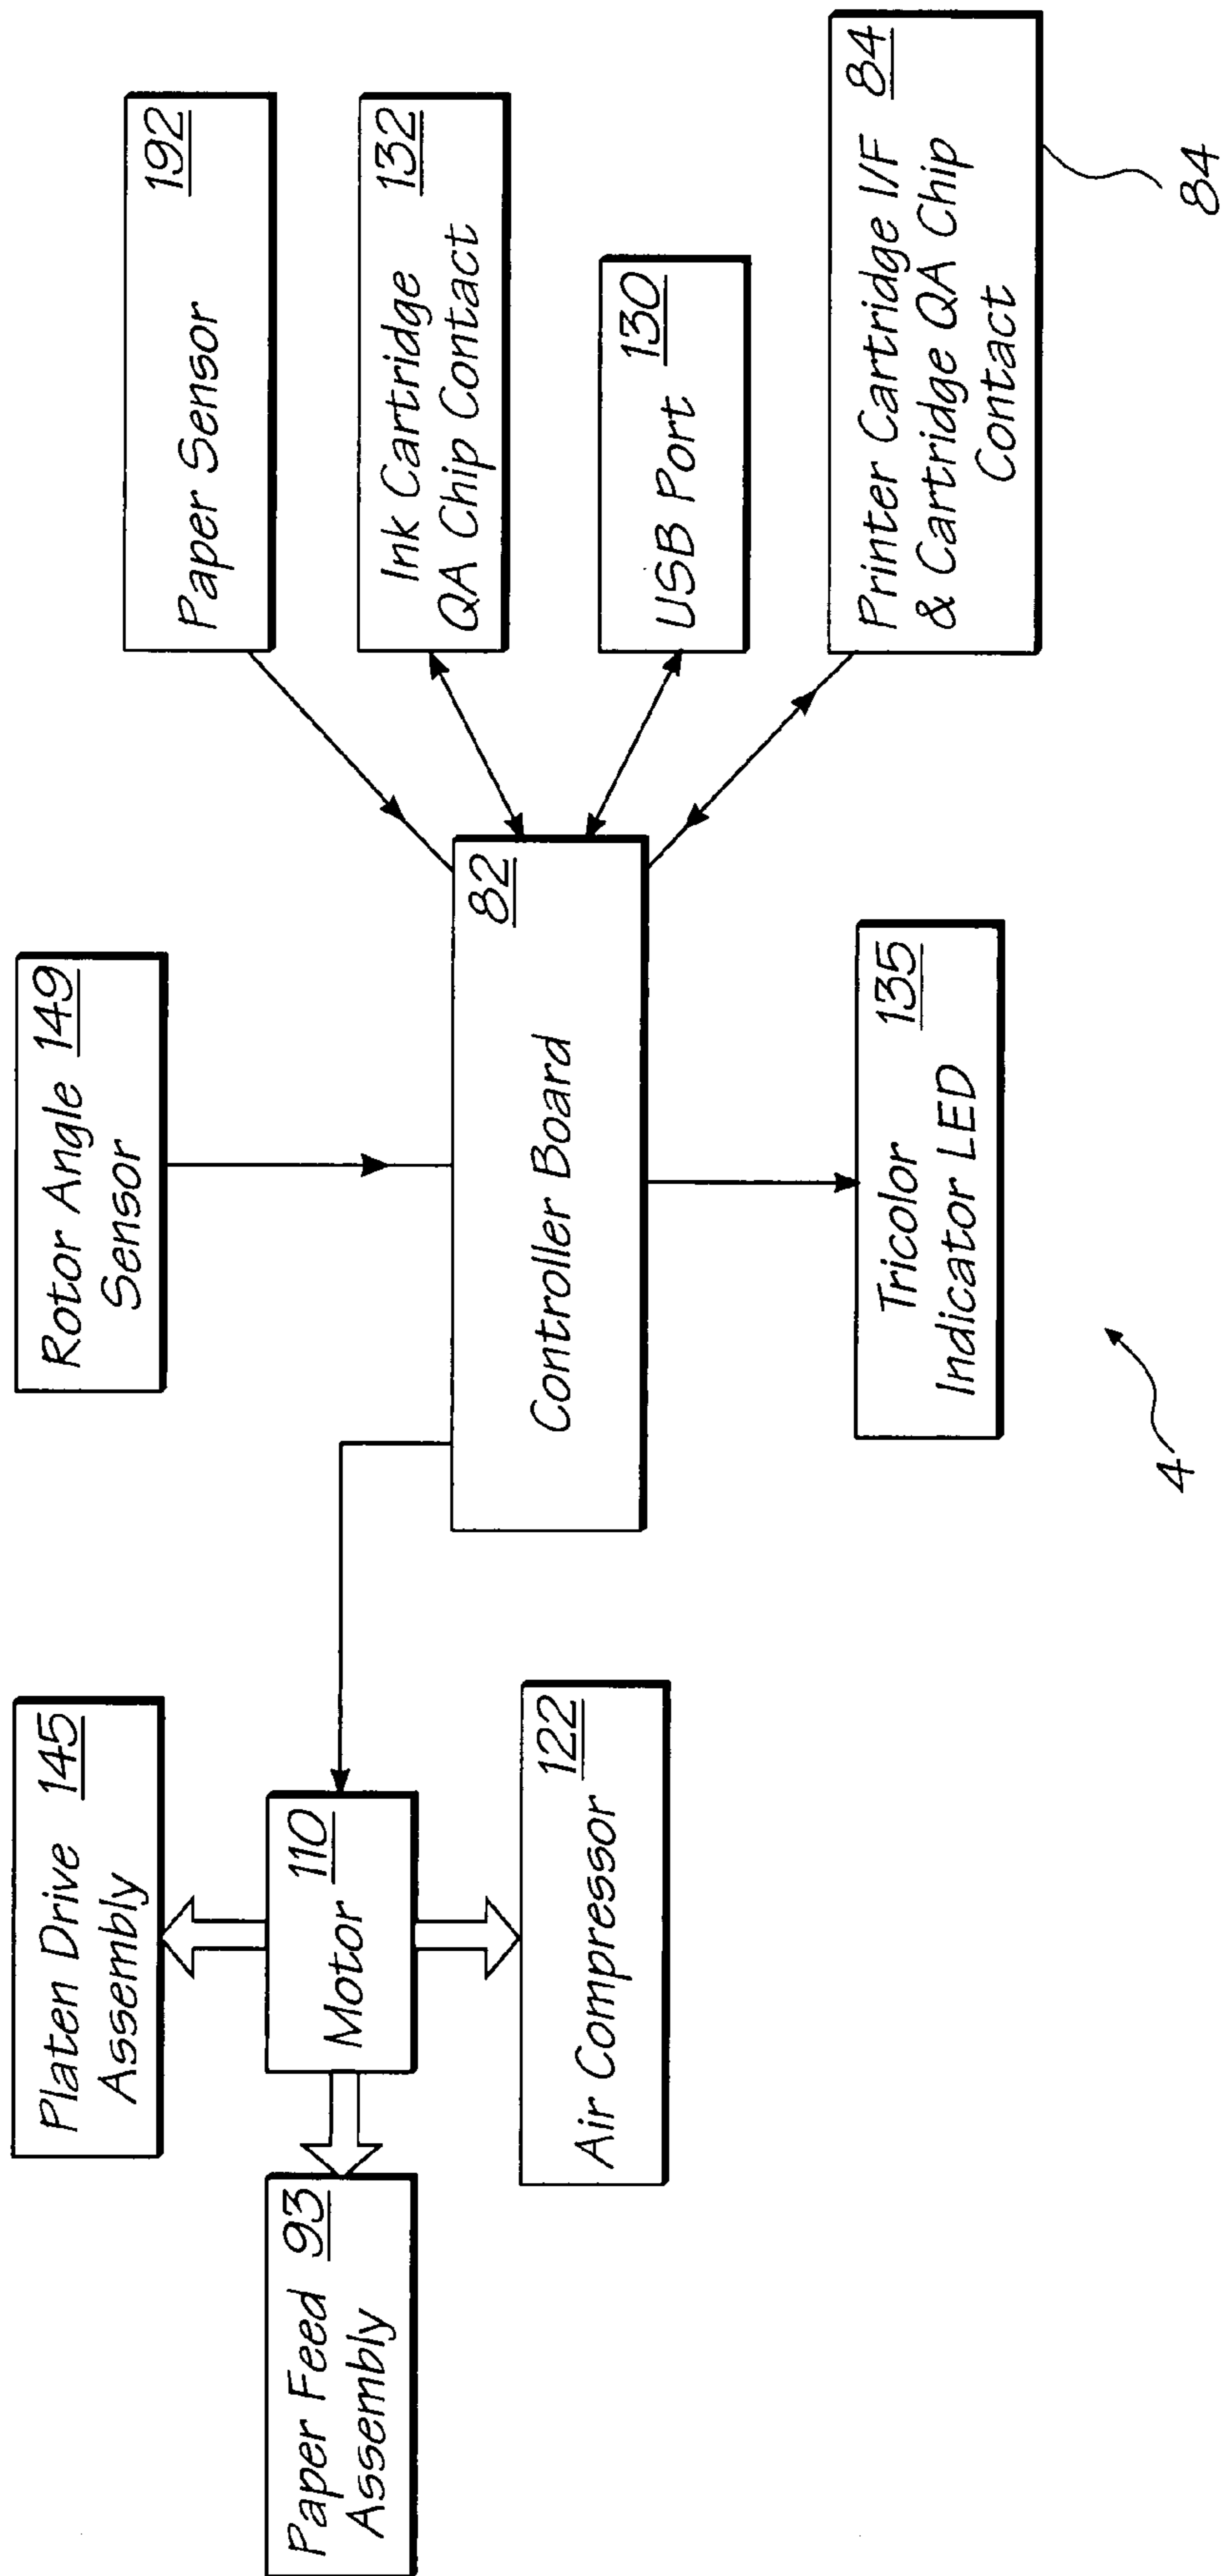 Platen Drive 145
Assembly
Rotor Angle 149
Sensor
Paper Sensor
192
Paper Feed 93
Assembly
Motor
110
Air Compressor
122
82
Controller Board
Ink Cartridge
132
QA Chip Contact
130
USB Port
Tricolor
135
Indicator LED
Printer Cartridge I/F 84
& Cartridge QA Chip
Contact
84
4